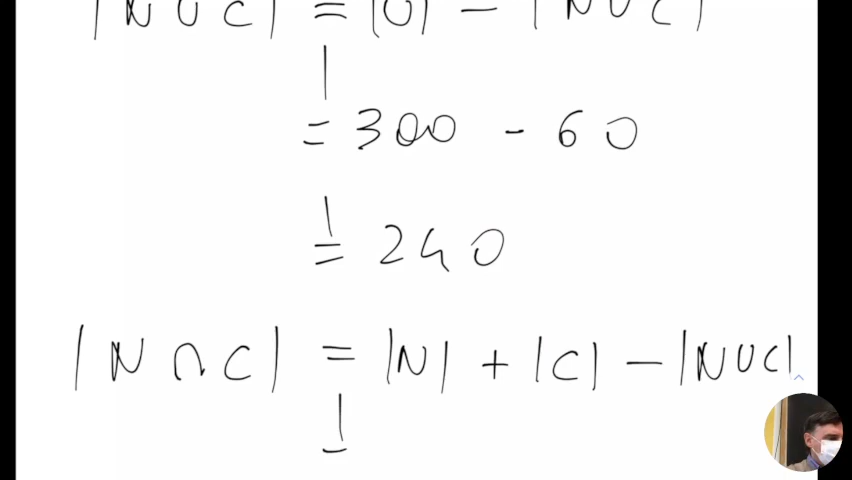 |N ∪ C| = |U| - |N ∪ C|
= 300 - 60
= 240
|N ∩ C| = |N| + |C| - |N ∪ C|
=